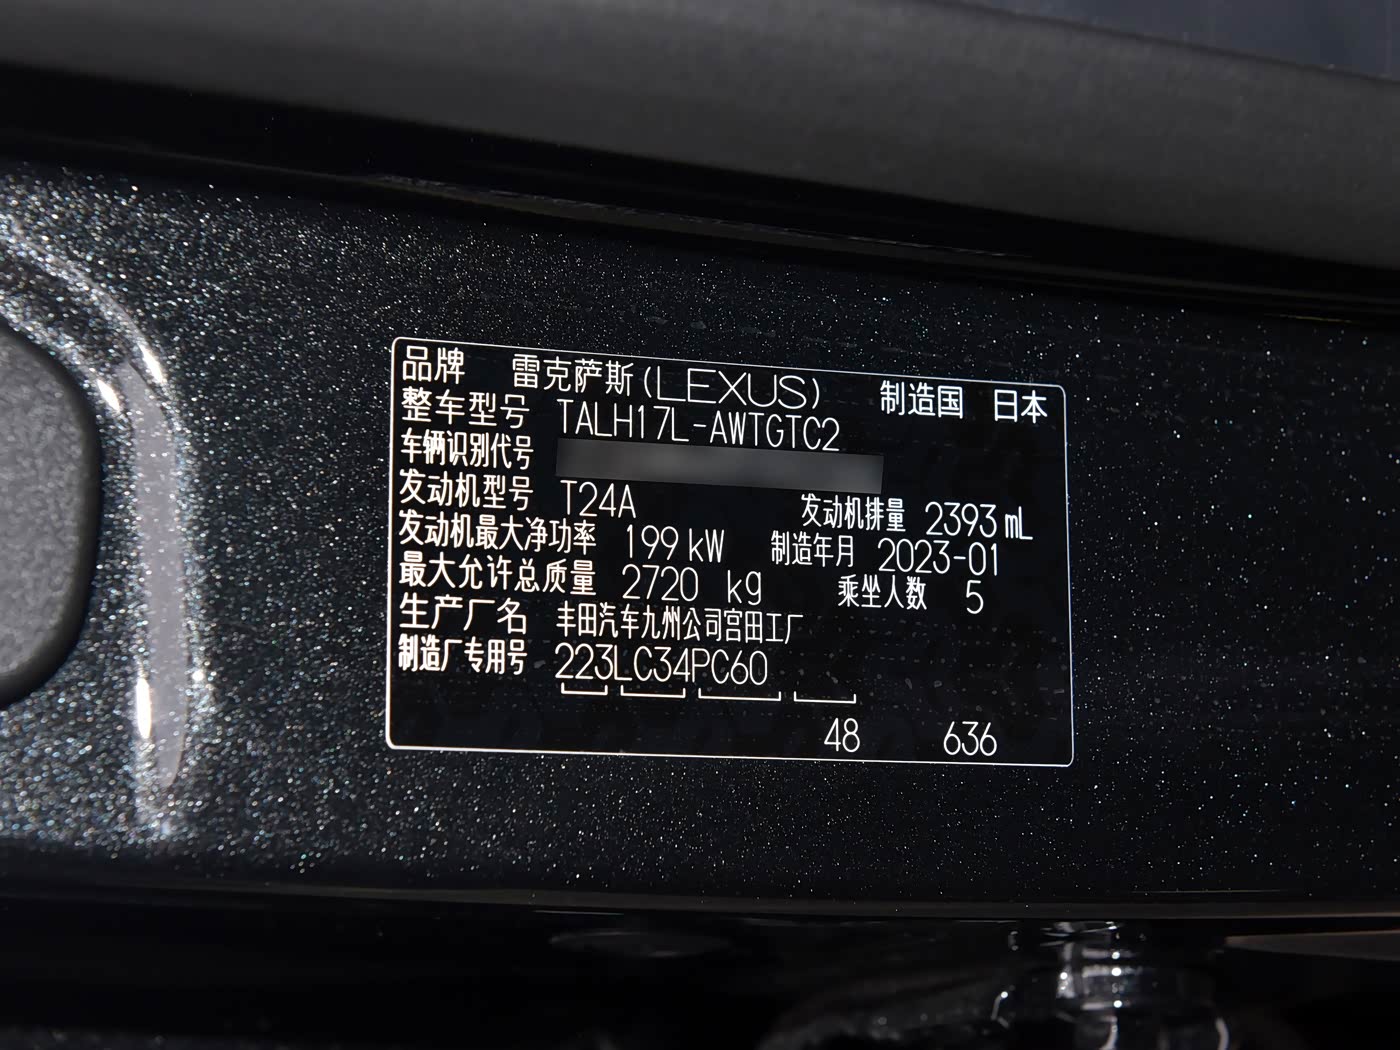 品牌 雷克萨斯(LEXUS) 制造国 日本
整车型号 TALH17L-AWTGTC2
车辆识别代号
发动机型号 T24A 发动机排量 2393 mL
发动机最大净功率 199 kW 制造年月 2023-01
最大允许总质量 2720 kg 乘坐人数 5
生产厂名 丰田汽车九州公司宫田工厂
制造厂专用号 223LC34PC60
48 636